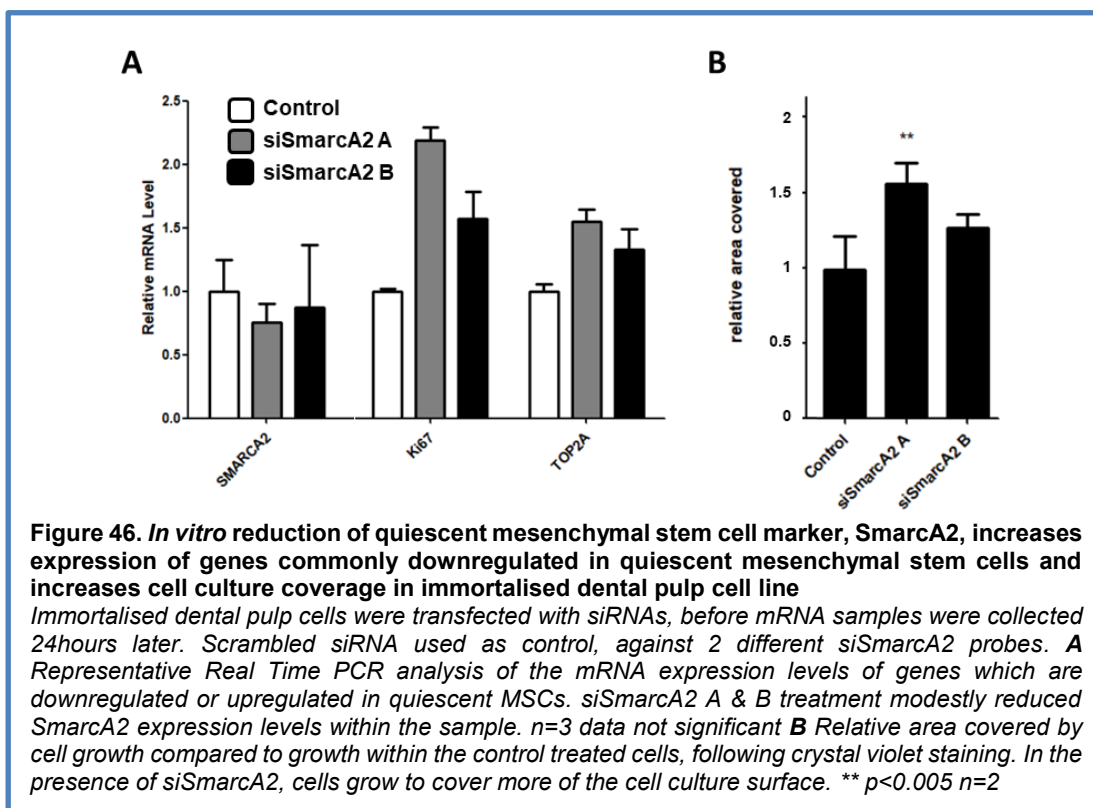 A
B
2.5
2.0
1.5
1.0
0.5
0.0
Relative mRNA Level
Control
siSmarcA2 A
siSmarcA2 B
SMARCA2
Ki67
TOP2A
2
1.5
1
0.5
0
relative area covered
**
Control
siSmarcA2 A
siSmarcA2 B
Figure 46. In vitro reduction of quiescent mesenchymal stem cell marker, SmarcA2, increases
expression of genes commonly downregulated in quiescent mesenchymal stem cells and
increases cell culture coverage in immortalised dental pulp cell line
Immortalised dental pulp cells were transfected with siRNAs, before mRNA samples were collected
24hours later. Scrambled siRNA used as control, against 2 different siSmarcA2 probes. A
Representative Real Time PCR analysis of the mRNA expression levels of genes which are
downregulated or upregulated in quiescent MSCs. siSmarcA2 A & B treatment modestly reduced
SmarcA2 expression levels within the sample. n=3 data not significant B Relative area covered by
cell growth compared to growth within the control treated cells, following crystal violet staining. In the
presence of siSmarcA2, cells grow to cover more of the cell culture surface. ** p<0.005 n=2